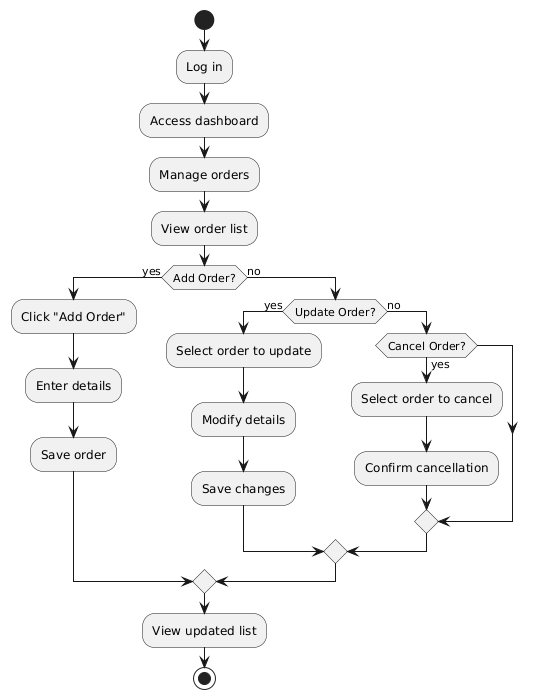 Log in
Access dashboard
Manage orders
View order list
yes
Add Order?
no
Click "Add Order"
Enter details
Save order
yes
Update Order?
no
Select order to update
Modify details
Save changes
Cancel Order?
yes
Select order to cancel
Confirm cancellation
View updated list